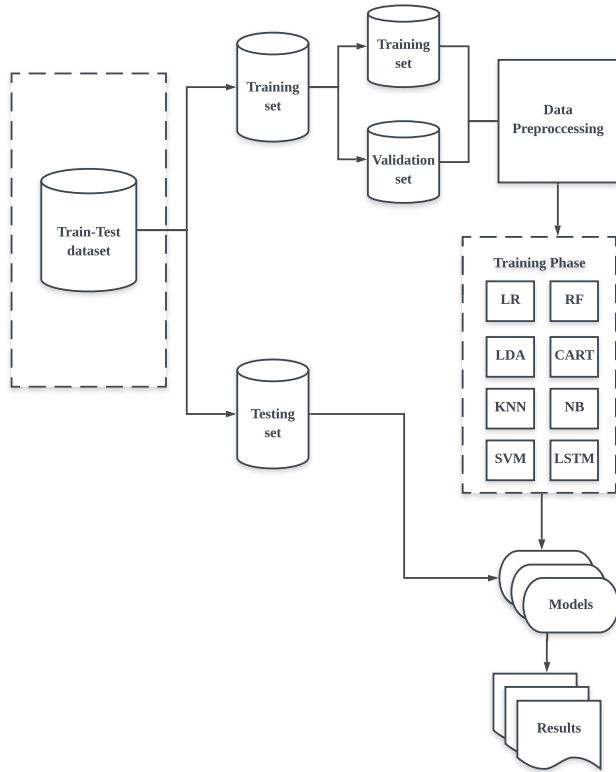 Train-Test
dataset
Training
set
Testing
set
Training
set
Validation
set
Data
Preproccessing
Training Phase
LR
RF
LDA
CART
KNN
NB
SVM
LSTM
Models
Results